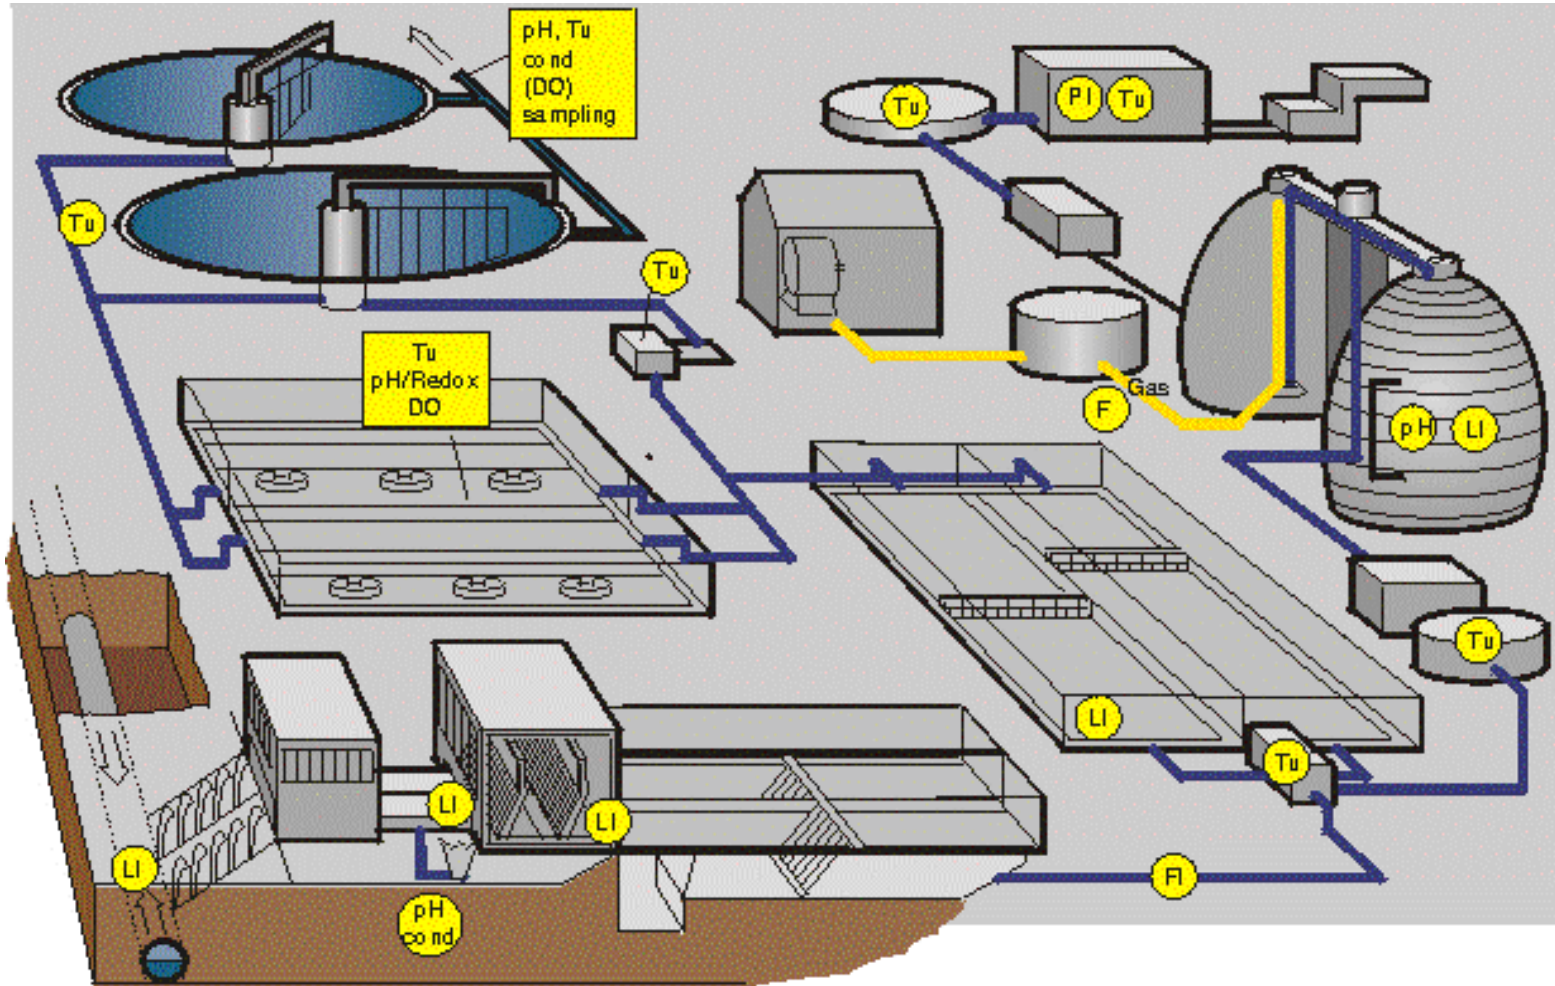 pH, Tu
cond
(DO)
sampling
Tu
PI
Tu
Tu
Tu
Tu
pH/Redox
DO
Gas
F
pH
LI
Tu
LI
Tu
LI
LI
LI
FI
pH
cond